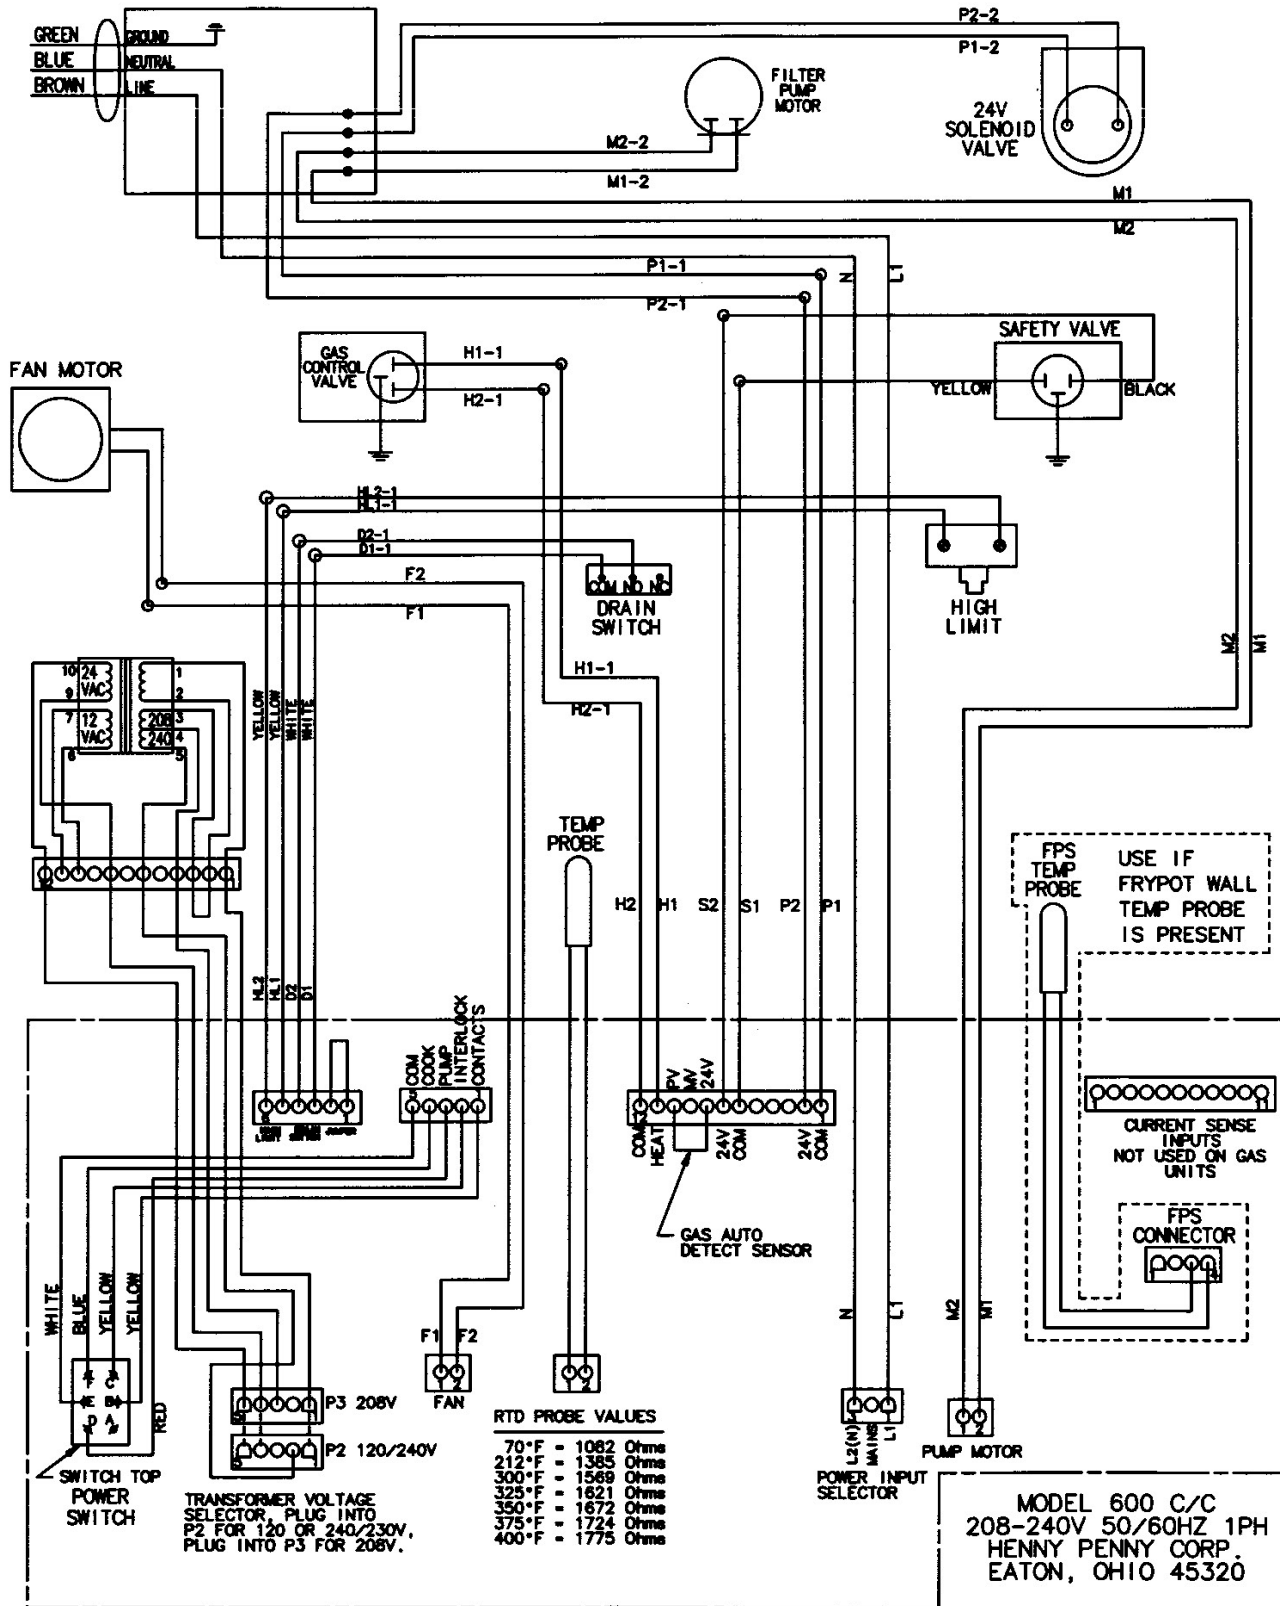 GREEN
GROUND
BLUE
NEUTRAL
BROWN
LINE
P2-2
P1-2
FILTER
PUMP
MOTOR
24V
SOLENOID
VALVE
M2-2
M1-2
M1
M2
P1-1
P2-1
N
L1
SAFETY VALVE
YELLOW
BLACK
GAS
CONTROL
VALVE
H1-1
H2-1
FAN MOTOR
HL2-1
HL1-1
D2-1
D1-1
F2
F1
COM NO NC
DRAIN
SWITCH
HIGH
LIMIT
M2
M1
H1-1
H2-1
10
24
VAC
9
7
12
VAC
6
1
2
208
3
240
4
5
YELLOW
YELLOW
WHITE
WHITE
TEMP
PROBE
FPS
TEMP
PROBE
USE IF
FRYPOT WALL
TEMP PROBE
IS PRESENT
H2
H1
S2
S1
P2
P1
HL2
HL1
D2
D1
COM
COOK
PUMP
INTERLOCK
CONTACTS
PV
MV
24V
COM
HEAT
24V
COM
24V
COM
CURRENT SENSE
INPUTS
NOT USED ON GAS
UNITS
GAS AUTO
DETECT SENSOR
FPS
CONNECTOR
WHITE
BLUE
YELLOW
YELLOW
RED
F C
E B
D A
SWITCH TOP
POWER
SWITCH
P3 208V
P2 120/240V
TRANSFORMER VOLTAGE
SELECTOR, PLUG INTO
P2 FOR 120 OR 240/230V,
PLUG INTO P3 FOR 208V.
F1
F2
1 2
FAN
1 2
RTD PROBE VALUES
70°F = 1082 Ohms
212°F = 1385 Ohms
300°F = 1569 Ohms
325°F = 1621 Ohms
350°F = 1672 Ohms
375°F = 1724 Ohms
400°F = 1775 Ohms
N
L1
L2(N)
MAINS
L1
POWER INPUT
SELECTOR
M2
M1
1 2
PUMP MOTOR
MODEL 600 C/C
208-240V 50/60HZ 1PH
HENNY PENNY CORP.
EATON, OHIO 45320